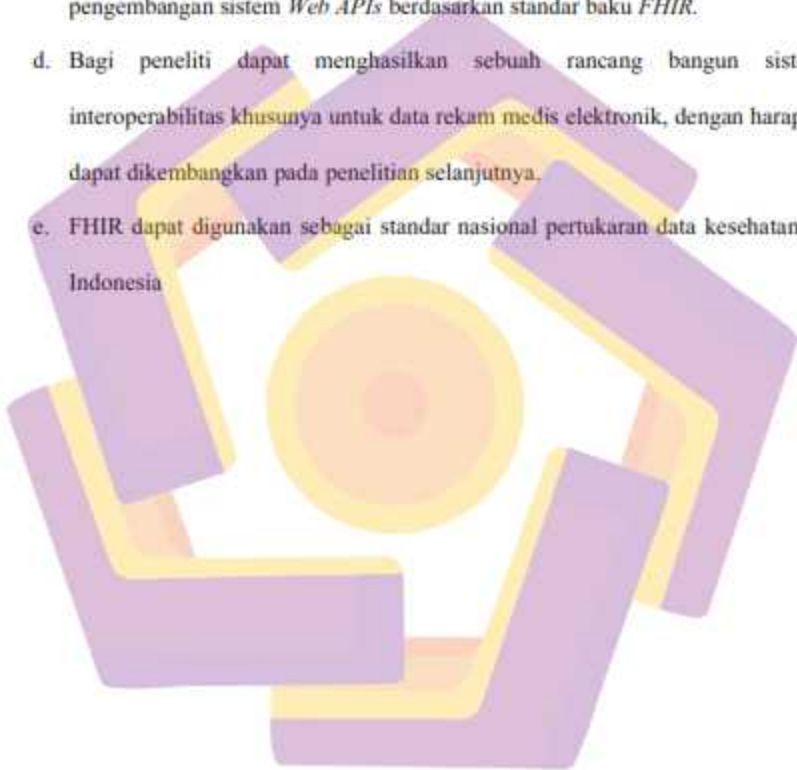 pengembangan sistem Web APIs berdasarkan standar baku FHIR.
d. Bagi peneliti dapat menghasilkan sebuah rancang bangun siste
interoperabilitas khusunya untuk data rekam medis elektronik, dengan harap
dapat dikembangkan pada penelitian selanjutnya.
e. FHIR dapat digunakan sebagai standar nasional pertukaran data kesehatan
Indonesia